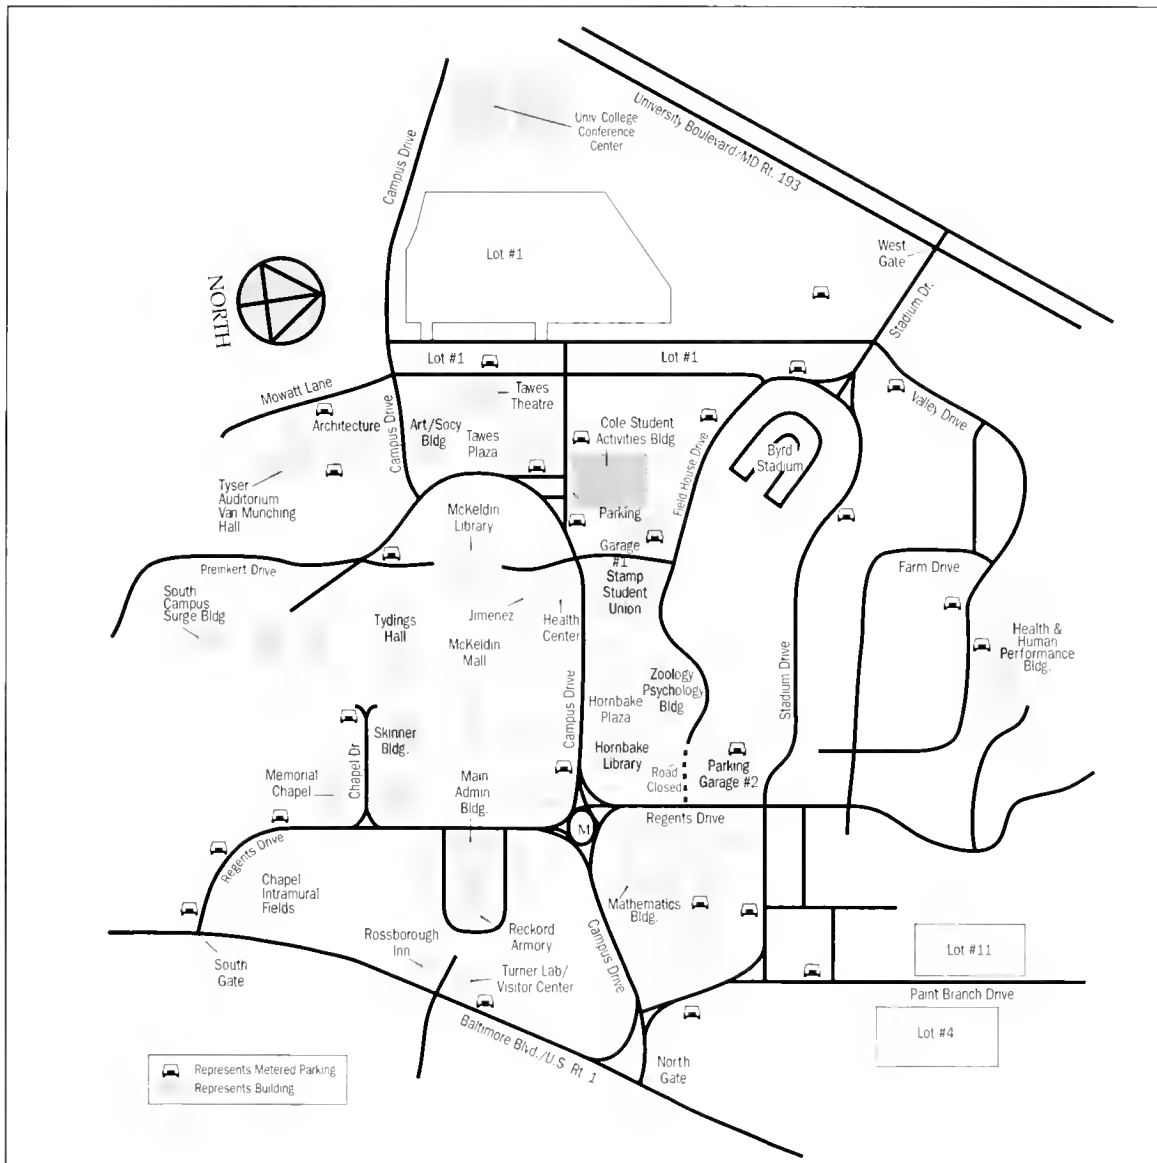 University Boulevard/MD Rt. 193
Univ College
Conference
Center
Campus Drive
Lot #1
West
Gate
Stadium Dr.
NORTH
Lot #1
Lot #1
Mowatt Lane
Tawes
Theatre
Valley Drive
Architecture
Campus Drive
Art/Socy
Bldg
Tawes
Plaza
Cole Student
Activities Bldg
Field House Drive
Byrd
Stadium
Tyser
Auditorium
Van Munching
Hall
McKeldin
Library
Parking
Garage
#1
Preinkert Drive
Stamp
Student
Union
Farm Drive
South
Campus
Surge Bldg
Tydings
Hall
Jimenez
Health
Center
McKeldin
Mall
Health &
Human
Performance
Bldg.
Zoology
Psychology
Bldg
Stadium Drive
Hornbake
Plaza
Campus Drive
Skinner
Bldg.
Chapel Dr
Hornbake
Library
Road
Closed
Parking
Garage #2
Memorial
Chapel
Main
Admin
Bldg.
Regents Drive
M
Regents Drive
Chapel
Intramural
Fields
Mathematics
Bldg.
Rossborough
Inn
Reckord
Armory
Campus Drive
Lot #11
South
Gate
Turner Lab/
Visitor Center
Paint Branch Drive
Baltimore Blvd./U.S. Rt 1
Lot #4
North
Gate
Represents Metered Parking
Represents Building